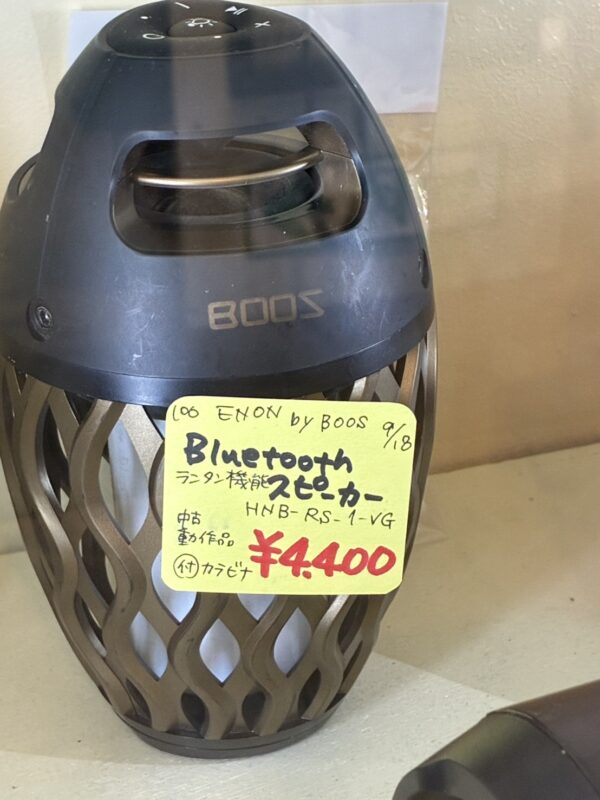 BOOS
ENON by BOOS 9/18
Bluetooth
ランタン機能 スピーカー
HNB-RS-1-VG
中古
動作品 ¥4,400
付 カラビナ